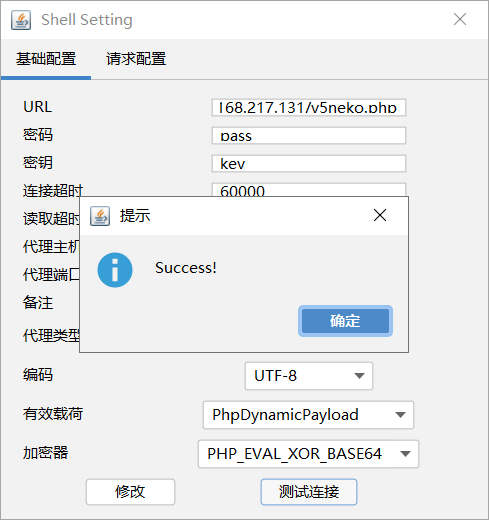 Shell Setting
基础配置 请求配置
URL l68.217.131/v5neko.php
密码 pass
密钥 key
连接超时 60000
读取超时
代理主机
代理端口
备注
代理类型
提示
Success!
确定
编码 UTF-8
有效载荷 PhpDynamicPayload
加密器 PHP_EVAL_XOR_BASE64
修改 测试连接